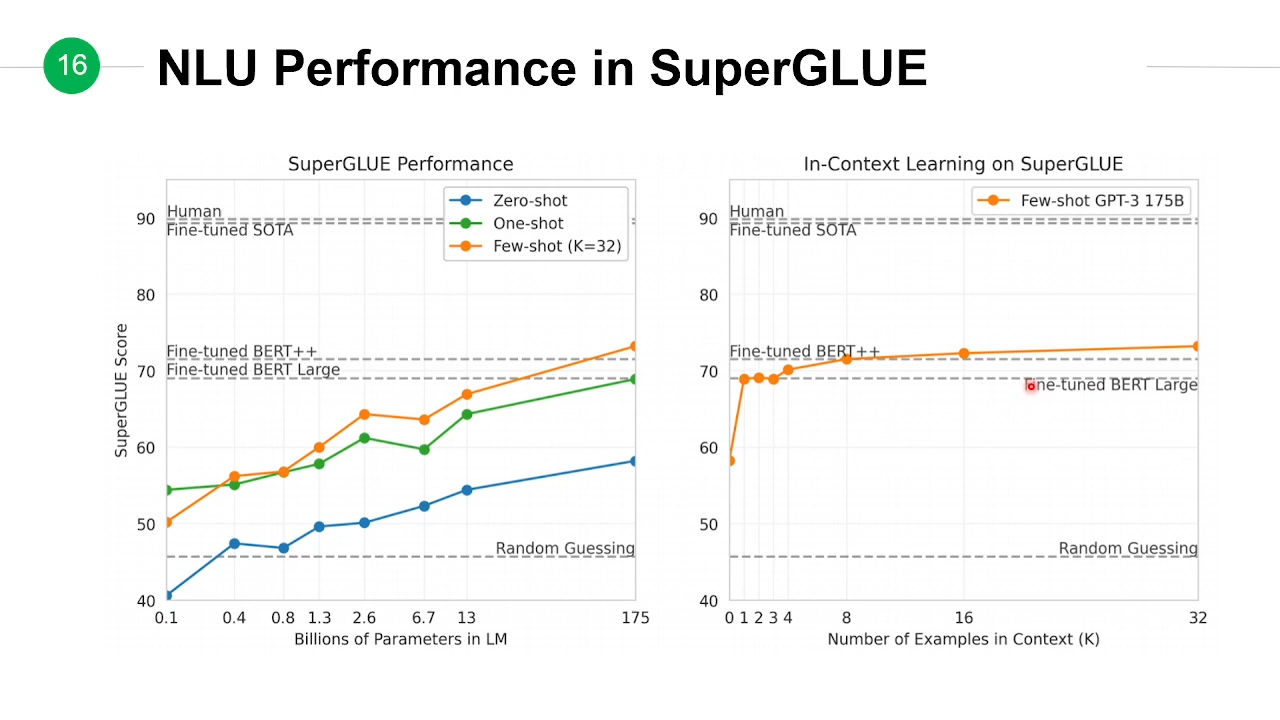 16
NLU Performance in SuperGLUE
SuperGLUE Performance
Zero-shot
One-shot
Few-shot (K=32)
Human
Fine-tuned SOTA
Fine-tuned BERT++
Fine-tuned BERT Large
Random Guessing
SuperGLUE Score
90
80
70
60
50
40
0.1 0.4 0.8 1.3 2.6 6.7 13 175
Billions of Parameters in LM
In-Context Learning on SuperGLUE
Few-shot GPT-3 175B
Human
Fine-tuned SOTA
Fine-tuned BERT++
Fine-tuned BERT Large
Random Guessing
90
80
70
60
50
40
0 1 2 3 4 8 16 32
Number of Examples in Context (K)